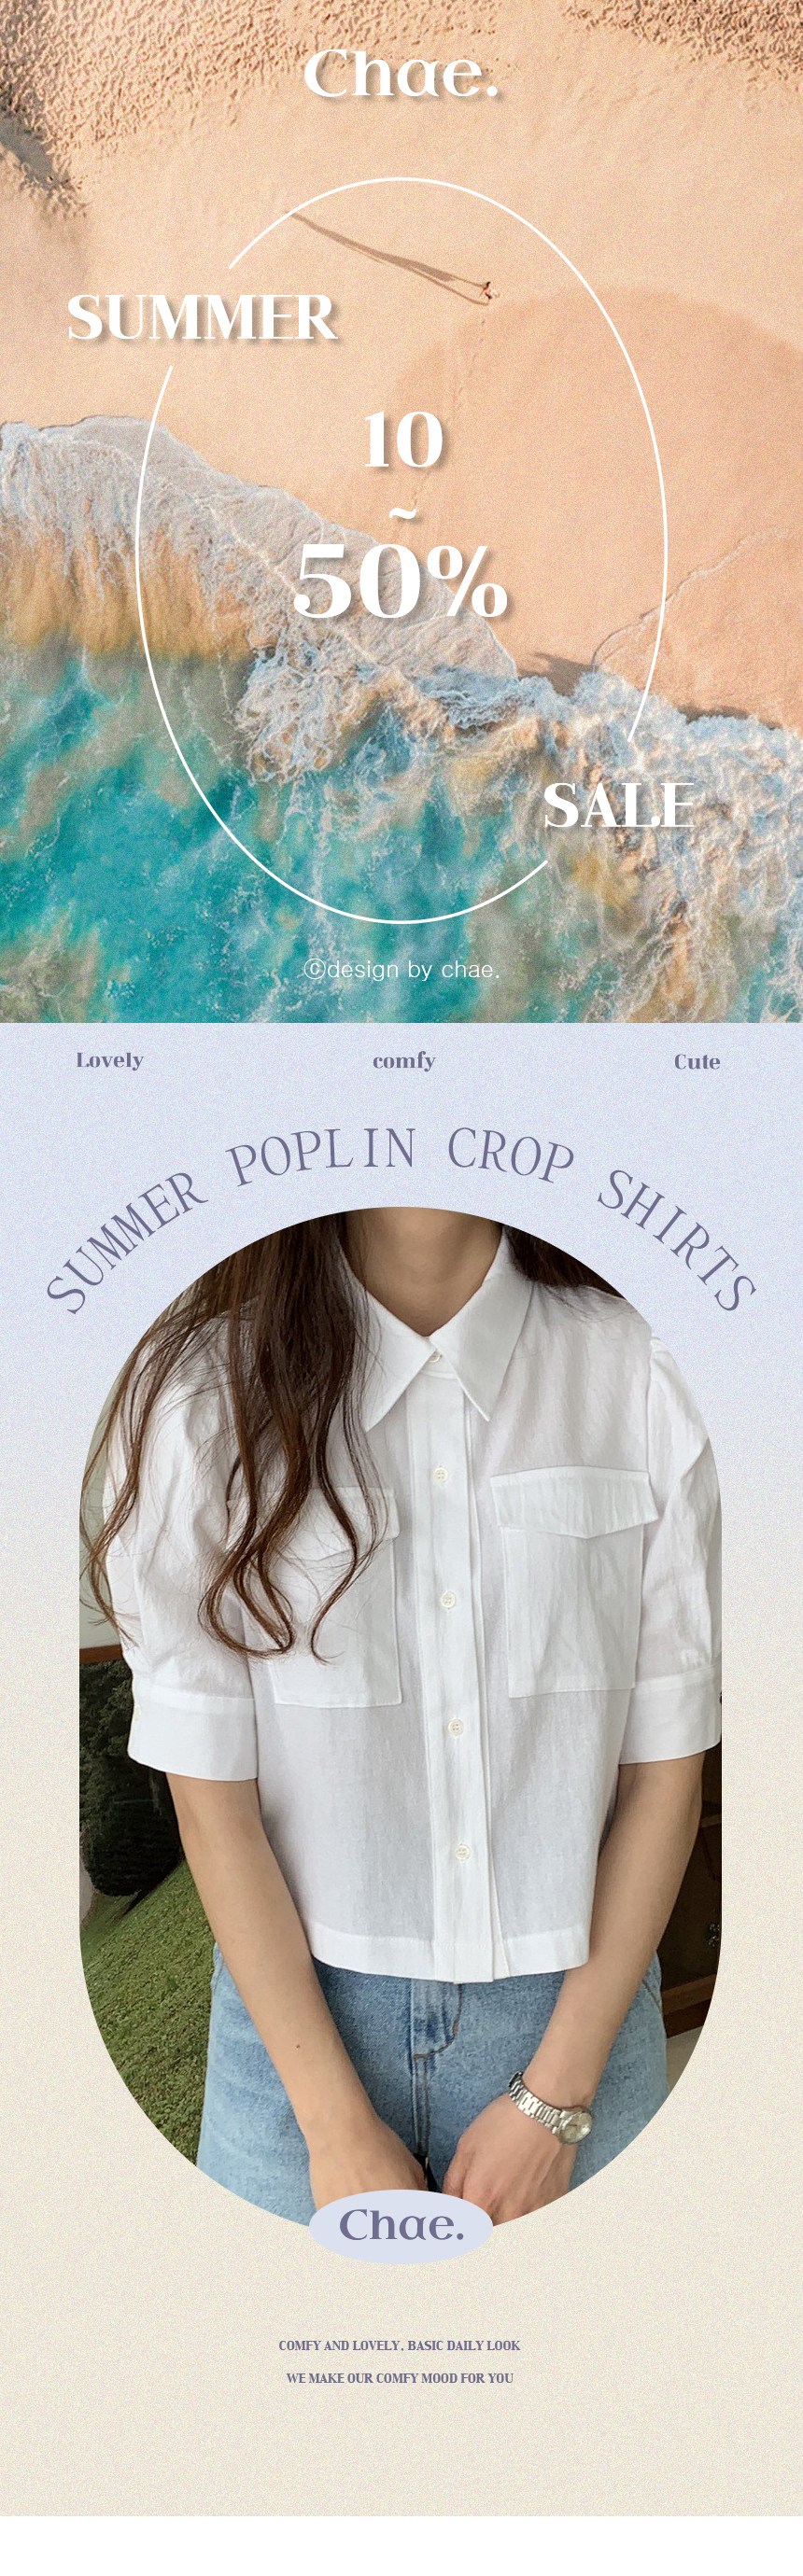 Chae.
SUMMER
10
~
50%
SALE
ⓒdesign by chae.
Lovely comfy Cute
SUMMER POPLIN CROP SHIRTS
Chae.
COMFY AND LOVELY, BASIC DAILY LOOK
WE MAKE OUR COMFY MOOD FOR YOU